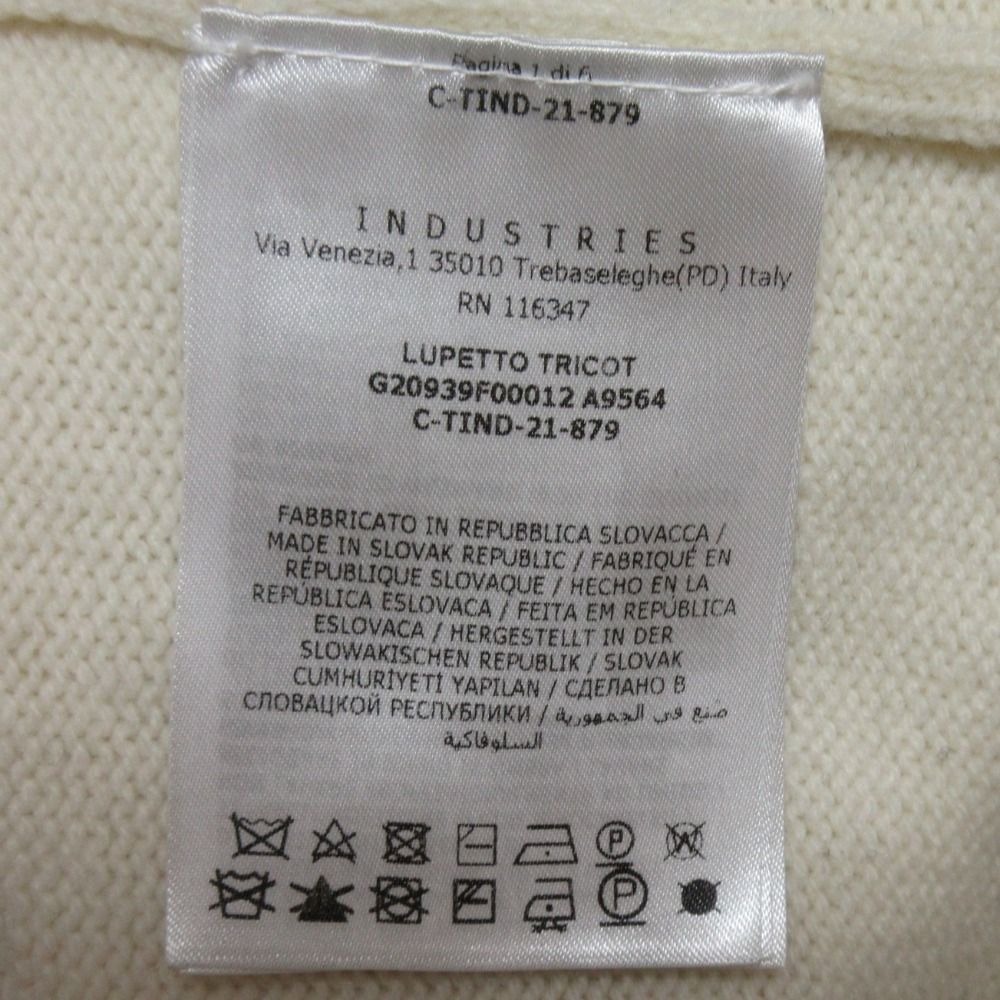 Pagina 1 di 6
C-TIND-21-879
INDUSTRIES
Via Venezia,1 35010 Trebaseleghe(PD) Italy
RN 116347
LUPETTO TRICOT
G20939F00012 A9564
C-TIND-21-879
FABBRICATO IN REPUBBLICA SLOVACCA /
MADE IN SLOVAK REPUBLIC / FABRIQUÉ EN
RÉPUBLIQUE SLOVAQUE / HECHO EN LA
REPÚBLICA ESLOVACA / FEITA EM REPÚBLICA
ESLOVACA / HERGESTELLT IN DER
SLOWAKISCHEN REPUBLIK / SLOVAK
CUMHURİYETİ YAPILAN / СДЕЛАНО В
СЛОВАЦКОЙ РЕСПУБЛИКИ / صنع في الجمهورية
السلوفاكية
P W
P